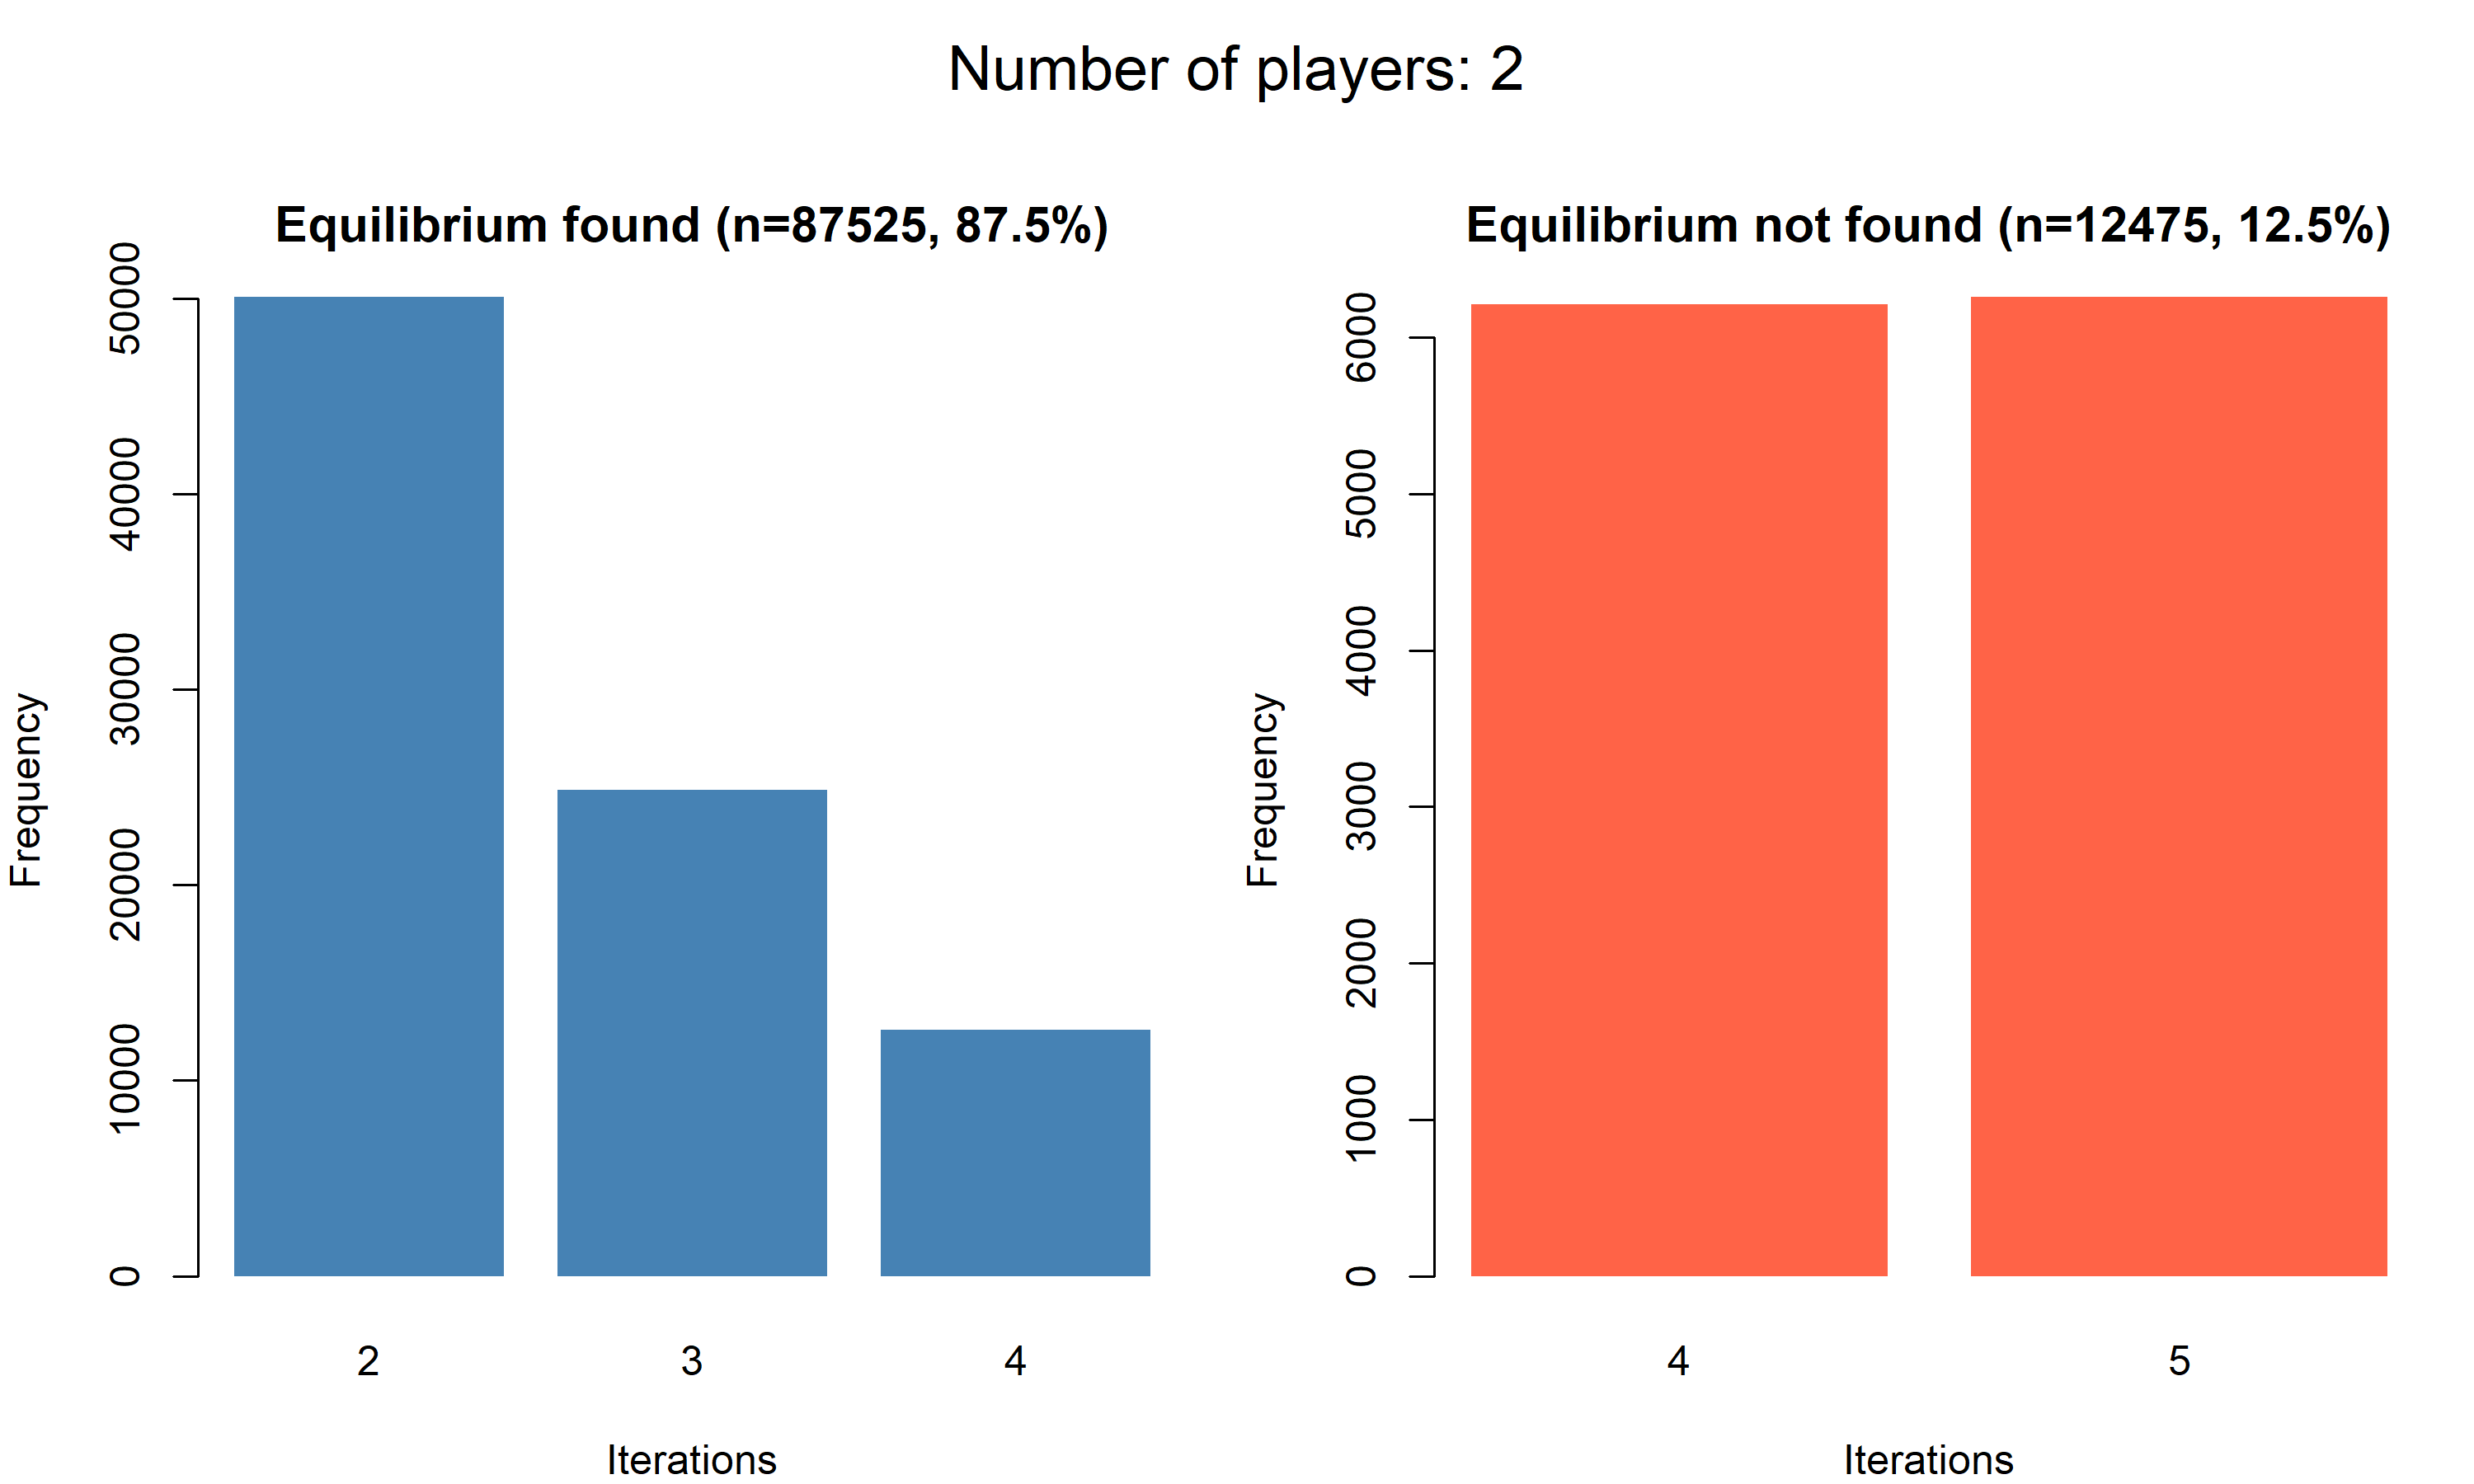 Number of players: 2
Equilibrium found (n=87525, 87.5%)
Frequency
50000
40000
30000
20000
10000
0
2 3 4
Iterations
Equilibrium not found (n=12475, 12.5%)
Frequency
6000
5000
4000
3000
2000
1000
0
4 5
Iterations